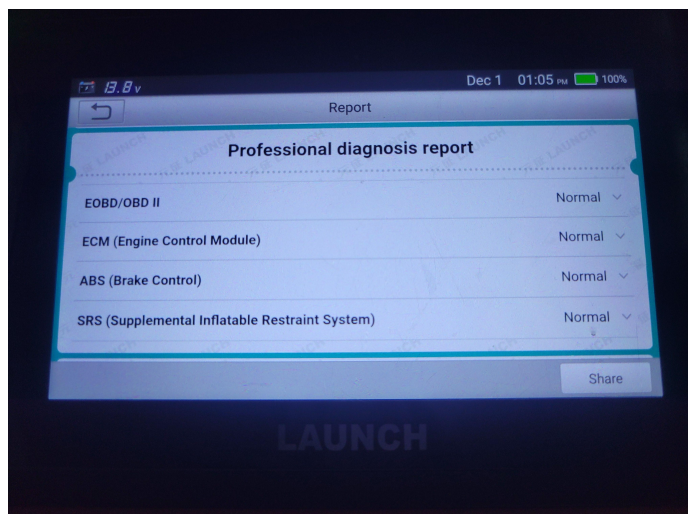 13.8 v Dec 1 01:05 PM 100%
Report
Professional diagnosis report
EOBD/OBD II Normal
ECM (Engine Control Module) Normal
ABS (Brake Control) Normal
SRS (Supplemental Inflatable Restraint System) Normal
Share
LAUNCH